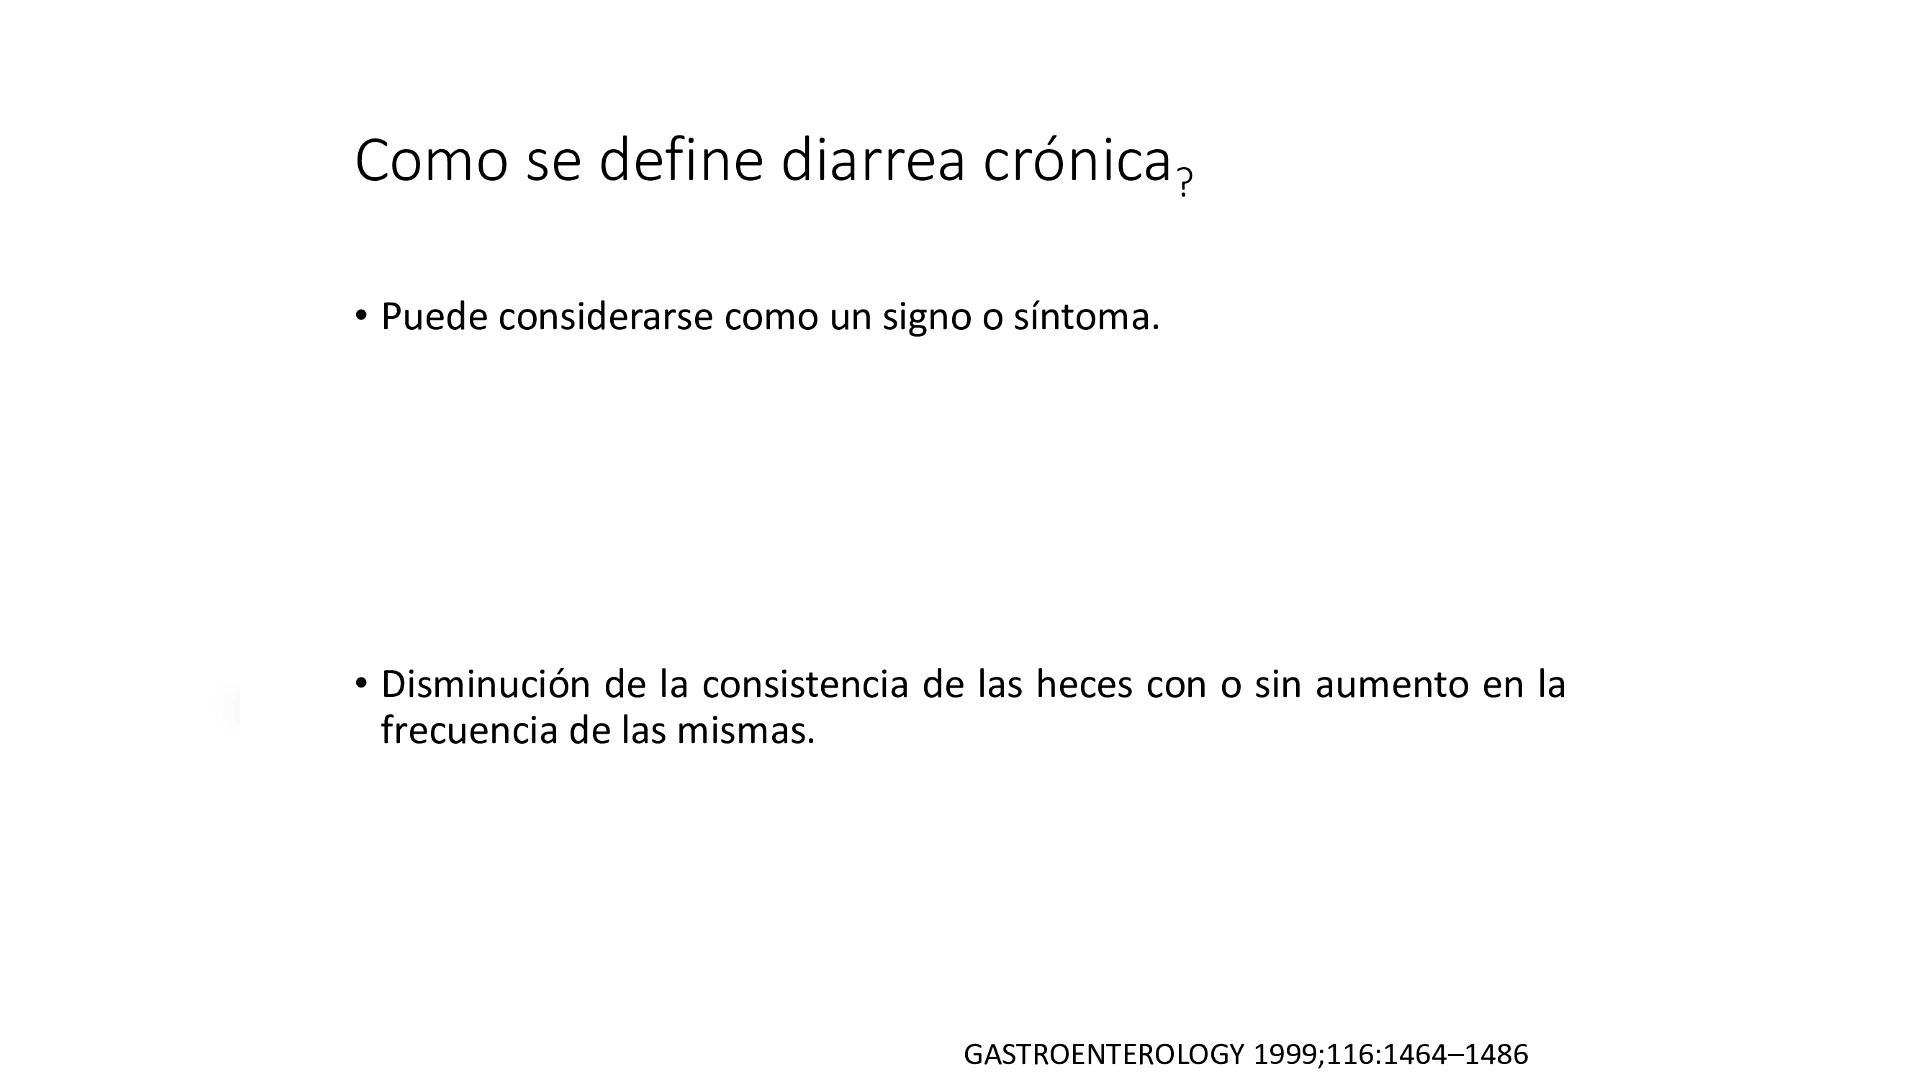 Como se define diarrea crónica?
• Puede considerarse como un signo o síntoma.
• Disminución de la consistencia de las heces con o sin aumento en la
frecuencia de las mismas.
GASTROENTEROLOGY 1999;116:1464–1486